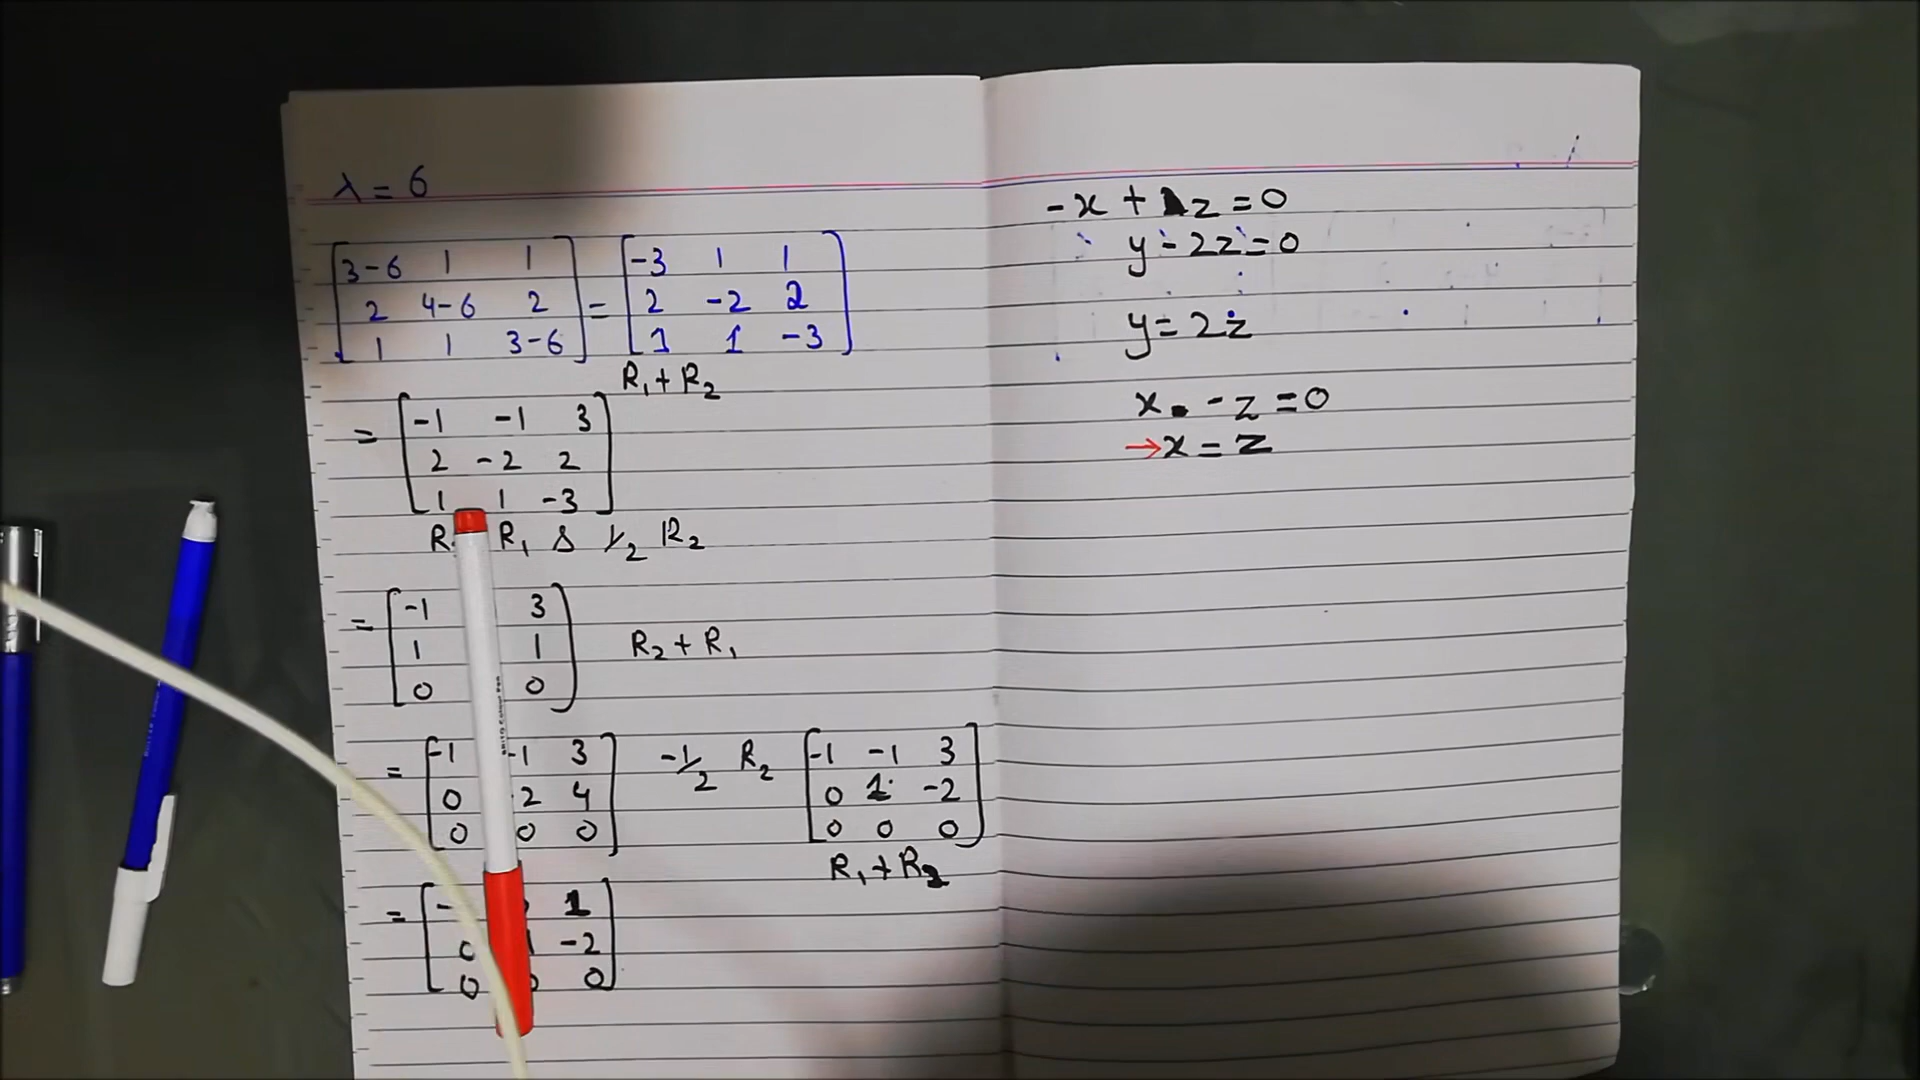 λ = 6
[3-6 1 1] = [-3 1 1]
[2 4-6 2] [2 -2 2]
[1 1 3-6] [1 1 -3]
R₁ + R₂
= [-1 -1 3]
[2 -2 2]
[1 1 -3]
R₁ & 1/2 R₂
= [-1 3]
[1 1] R₂ + R₁
[0 0]
= [-1 -1 3] -1/2 R₂ [-1 -1 3]
[0 2 4] [0 1 -2]
[0 0 0] [0 0 0]
R₁ + R₂
= [- 1]
[0 1 -2]
[0 0 0]
-x + z = 0
y - 2z = 0
y = 2z
x - z = 0
→ x = z